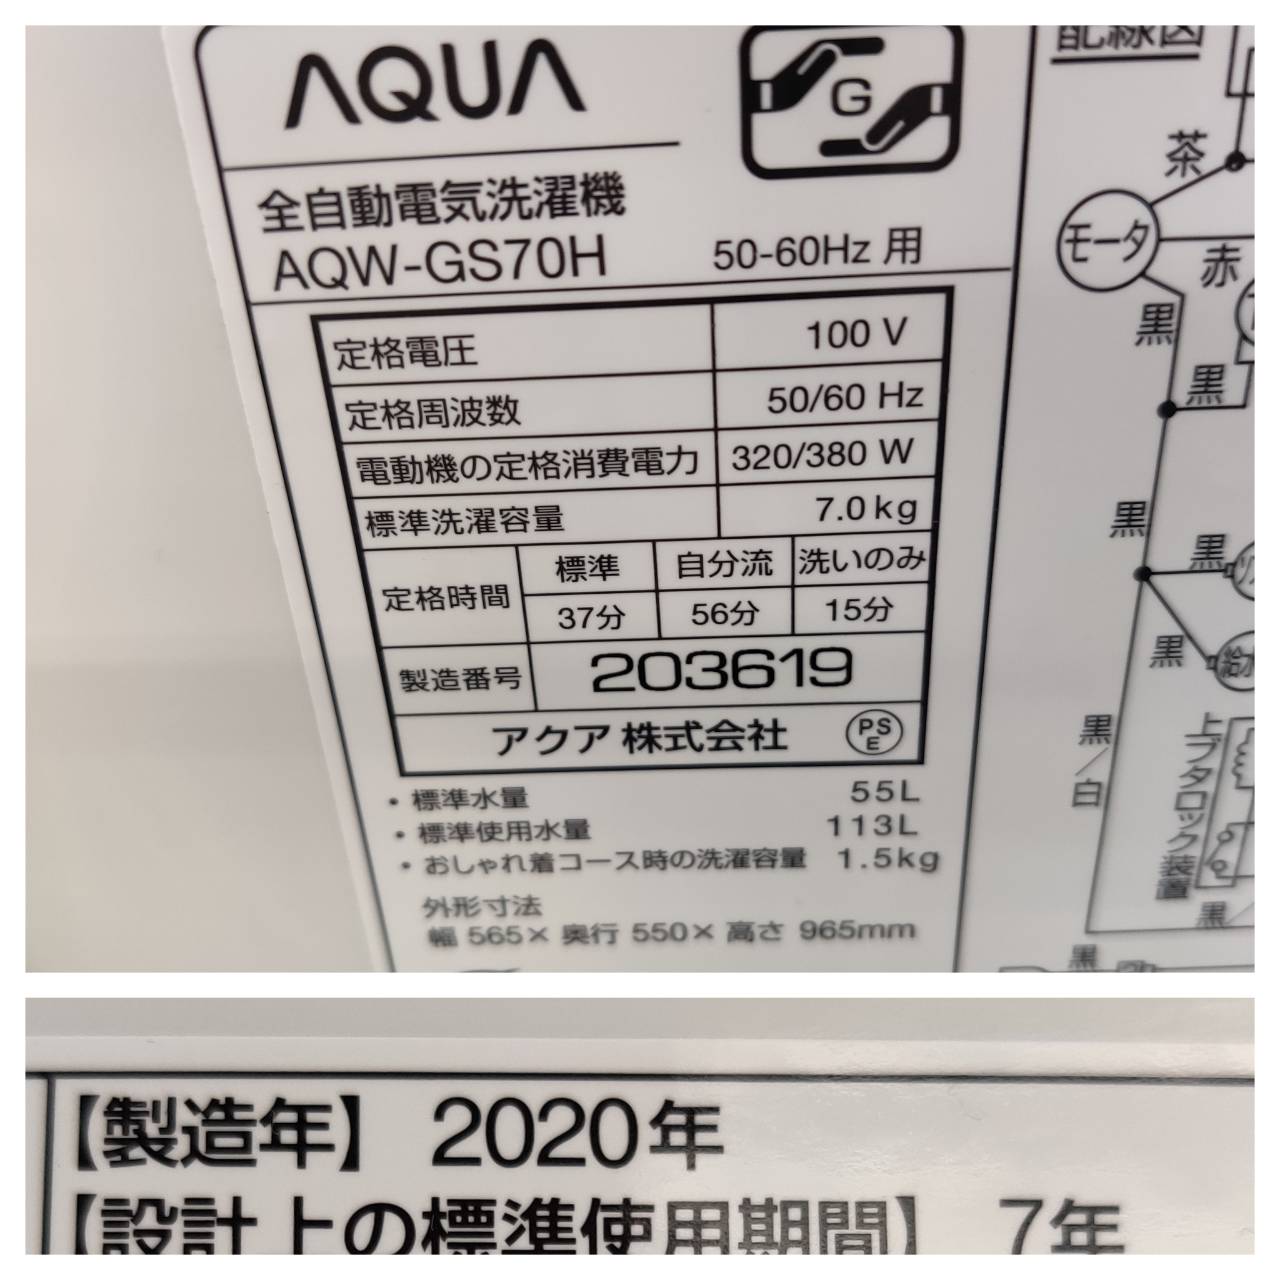 AQUA
G
全自動電気洗濯機
AQW-GS70H 50-60Hz 用
定格電圧 100 V
定格周波数 50/60 Hz
電動機の定格消費電力 320/380 W
標準洗濯容量 7.0kg
定格時間 標準 自分流 洗いのみ
37分 56分 15分
製造番号 203619
アクア 株式会社 PSE
・標準水量 55L
・標準使用水量 113L
・おしゃれ着コース時の洗濯容量 1.5kg
外形寸法
幅 565× 奥行 550× 高さ 965mm
配線図
茶
モータ
赤
黒
黒
黒
黒
黒
黒/白
上ブタロック装置
黒
黒
【製造年】2020年
【設計上の標準使用期間】 7年